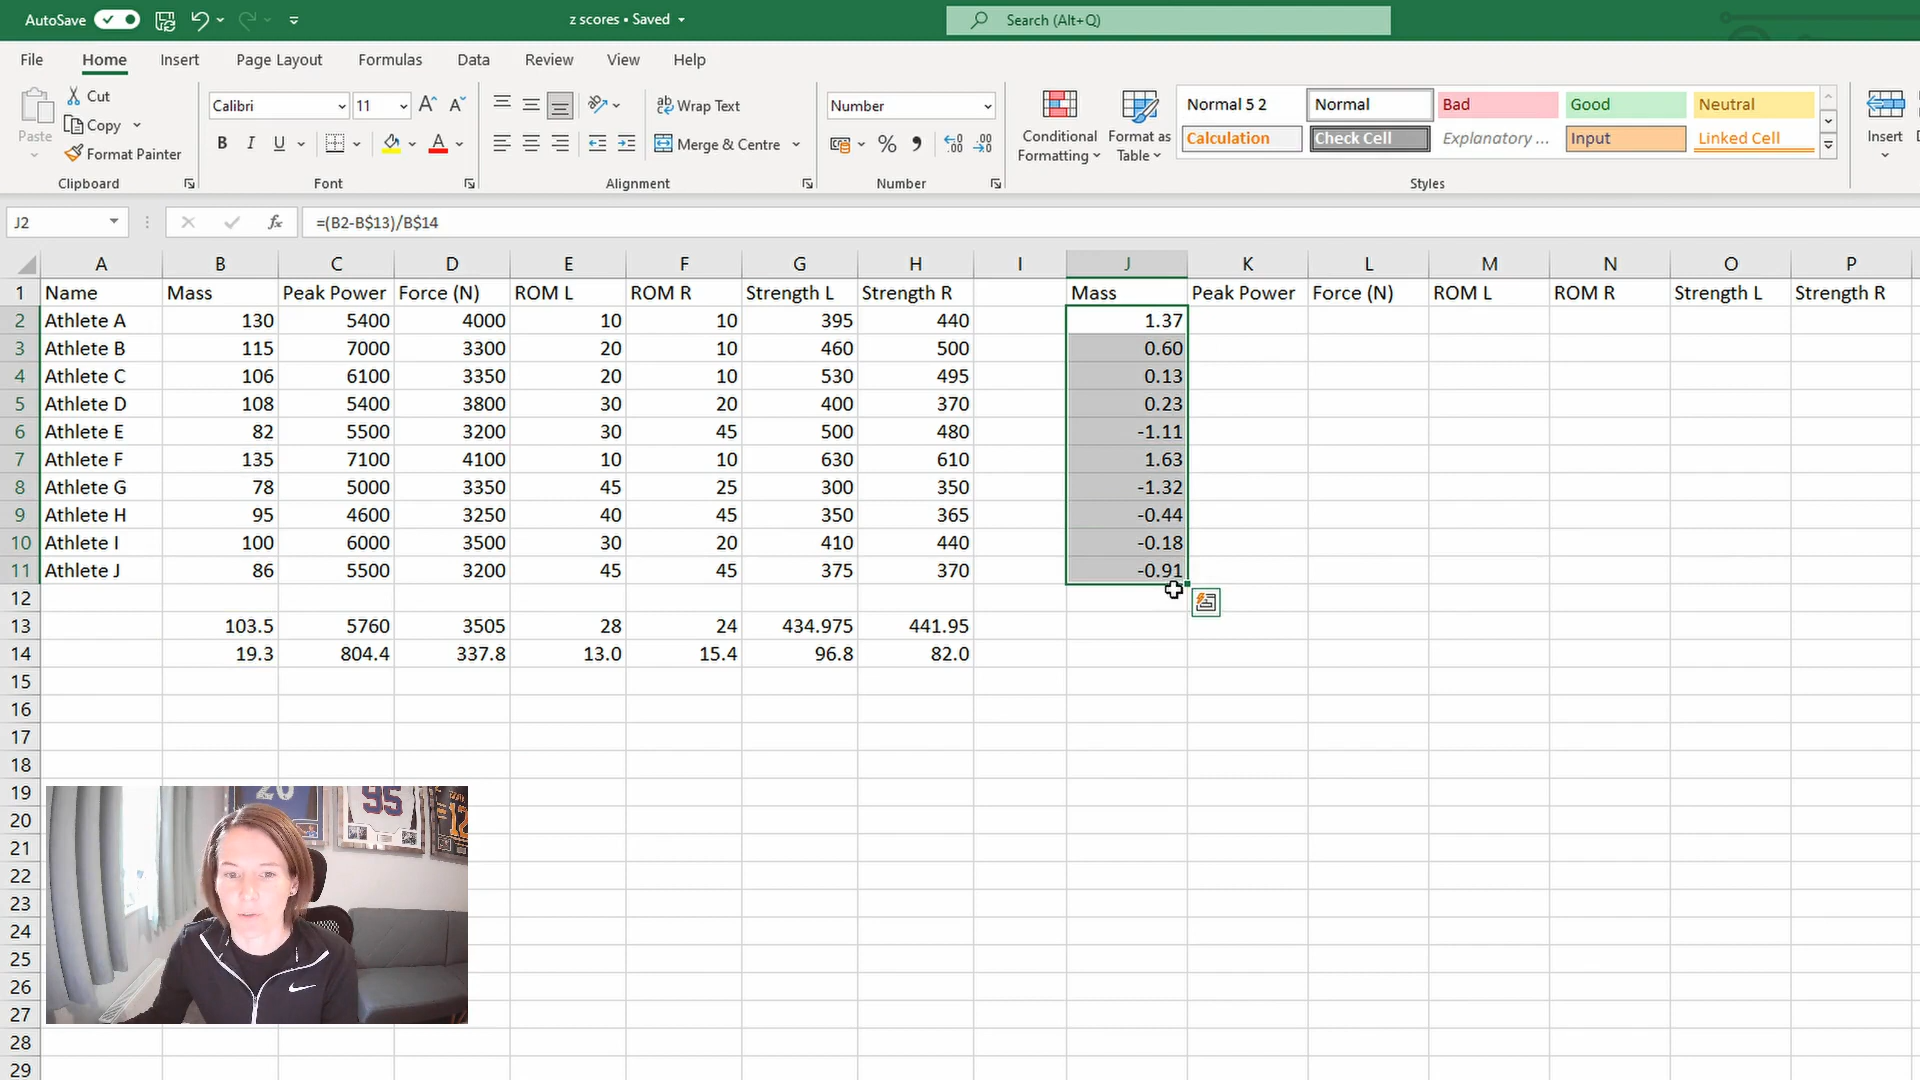 AutoSave z scores • Saved Search (Alt+Q)
File Home Insert Page Layout Formulas Data Review View Help
Paste Cut Copy Format Painter Clipboard
Calibri 11 B I U Font
Wrap Text Merge & Centre Alignment
Number % Number
Conditional Formatting Format as Table
Normal 5 2 Normal Bad Good Neutral
Calculation Check Cell Explanatory ... Input Linked Cell
Styles Insert
J2 fx =(B2-B$13)/B$14
A B C D E F G H I J K L M N O P
1 Name Mass Peak Power Force (N) ROM L ROM R Strength L Strength R Mass Peak Power Force (N) ROM L ROM R Strength L Strength R
2 Athlete A 130 5400 4000 10 10 395 440 1.37
3 Athlete B 115 7000 3300 20 10 460 500 0.60
4 Athlete C 106 6100 3350 20 10 530 495 0.13
5 Athlete D 108 5400 3800 30 20 400 370 0.23
6 Athlete E 82 5500 3200 30 45 500 480 -1.11
7 Athlete F 135 7100 4100 10 10 630 610 1.63
8 Athlete G 78 5000 3350 45 25 300 350 -1.32
9 Athlete H 95 4600 3250 40 45 350 365 -0.44
10 Athlete I 100 6000 3500 30 20 410 440 -0.18
11 Athlete J 86 5500 3200 45 45 375 370 -0.91
12
13 103.5 5760 3505 28 24 434.975 441.95
14 19.3 804.4 337.8 13.0 15.4 96.8 82.0
15
16
17
18
19
20
21
22
23
24
25
26
27
28
29
20
95
12